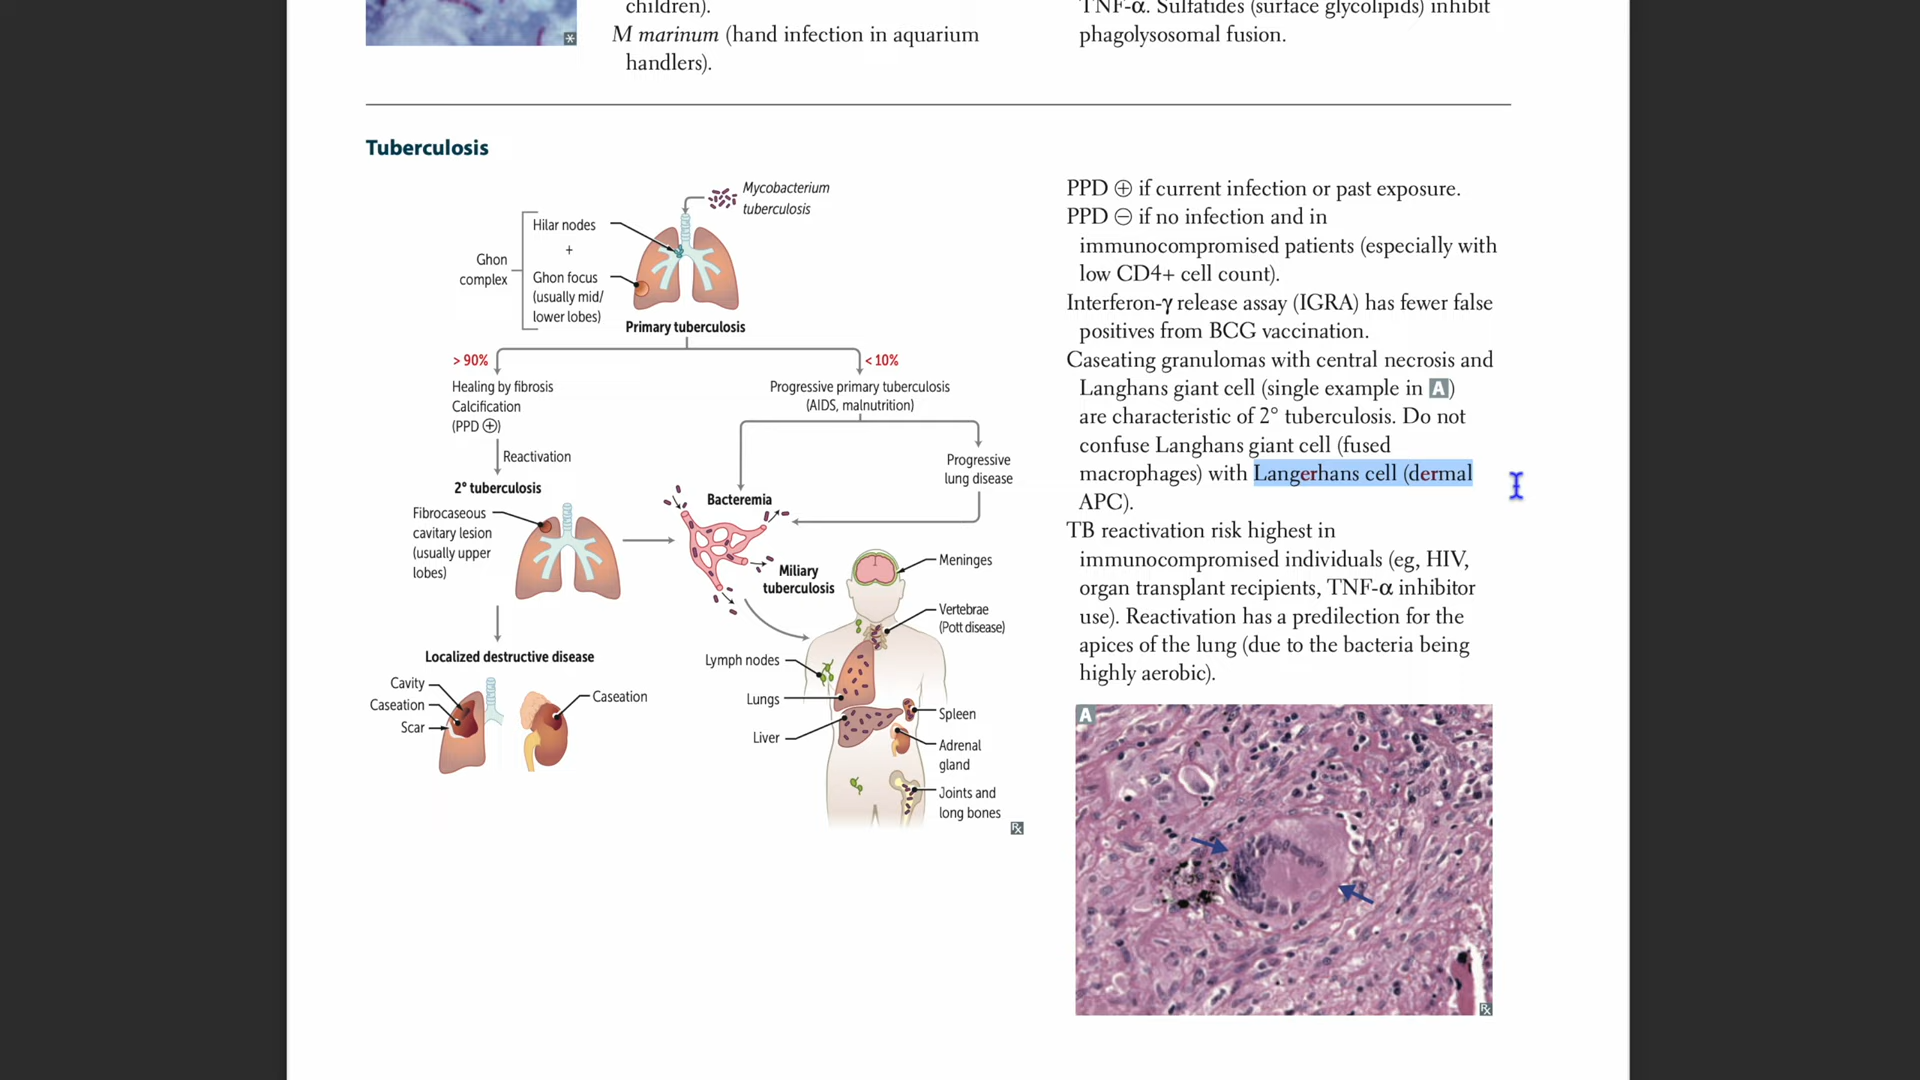 children).
M marinum (hand infection in aquarium
handlers).
TNF-α. Sulfatides (surface glycolipids) inhibit
phagolysosomal fusion.
Tuberculosis
Mycobacterium
tuberculosis
Hilar nodes
+
Ghon focus
(usually mid/
lower lobes)
Ghon
complex
Primary tuberculosis
> 90%
< 10%
Healing by fibrosis
Calcification
(PPD ⊕)
Progressive primary tuberculosis
(AIDS, malnutrition)
Reactivation
Progressive
lung disease
2° tuberculosis
Bacteremia
Fibrocaseous
cavitary lesion
(usually upper
lobes)
Miliary
tuberculosis
Meninges
Vertebrae
(Pott disease)
Localized destructive disease
Lymph nodes
Cavity
Caseation
Scar
Caseation
Lungs
Liver
Spleen
Adrenal
gland
Joints and
long bones
PPD ⊕ if current infection or past exposure.
PPD ⊖ if no infection and in
immunocompromised patients (especially with
low CD4+ cell count).
Interferon-γ release assay (IGRA) has fewer false
positives from BCG vaccination.
Caseating granulomas with central necrosis and
Langhans giant cell (single example in A)
are characteristic of 2° tuberculosis. Do not
confuse Langhans giant cell (fused
macrophages) with Langerhans cell (dermal
APC).
TB reactivation risk highest in
immunocompromised individuals (eg, HIV,
organ transplant recipients, TNF-α inhibitor
use). Reactivation has a predilection for the
apices of the lung (due to the bacteria being
highly aerobic).
A